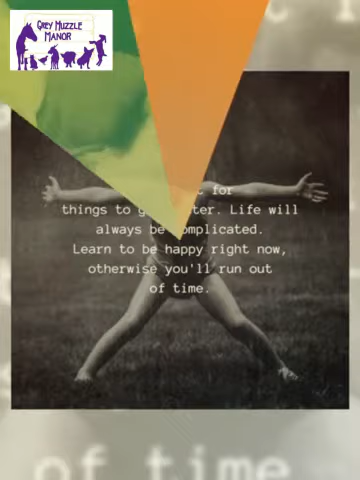 Grey Muzzle
Manor
for
things to g ter. Life will
always be omplicated.
Learn to be happy right now,
otherwise you'll run out
of time.
of time